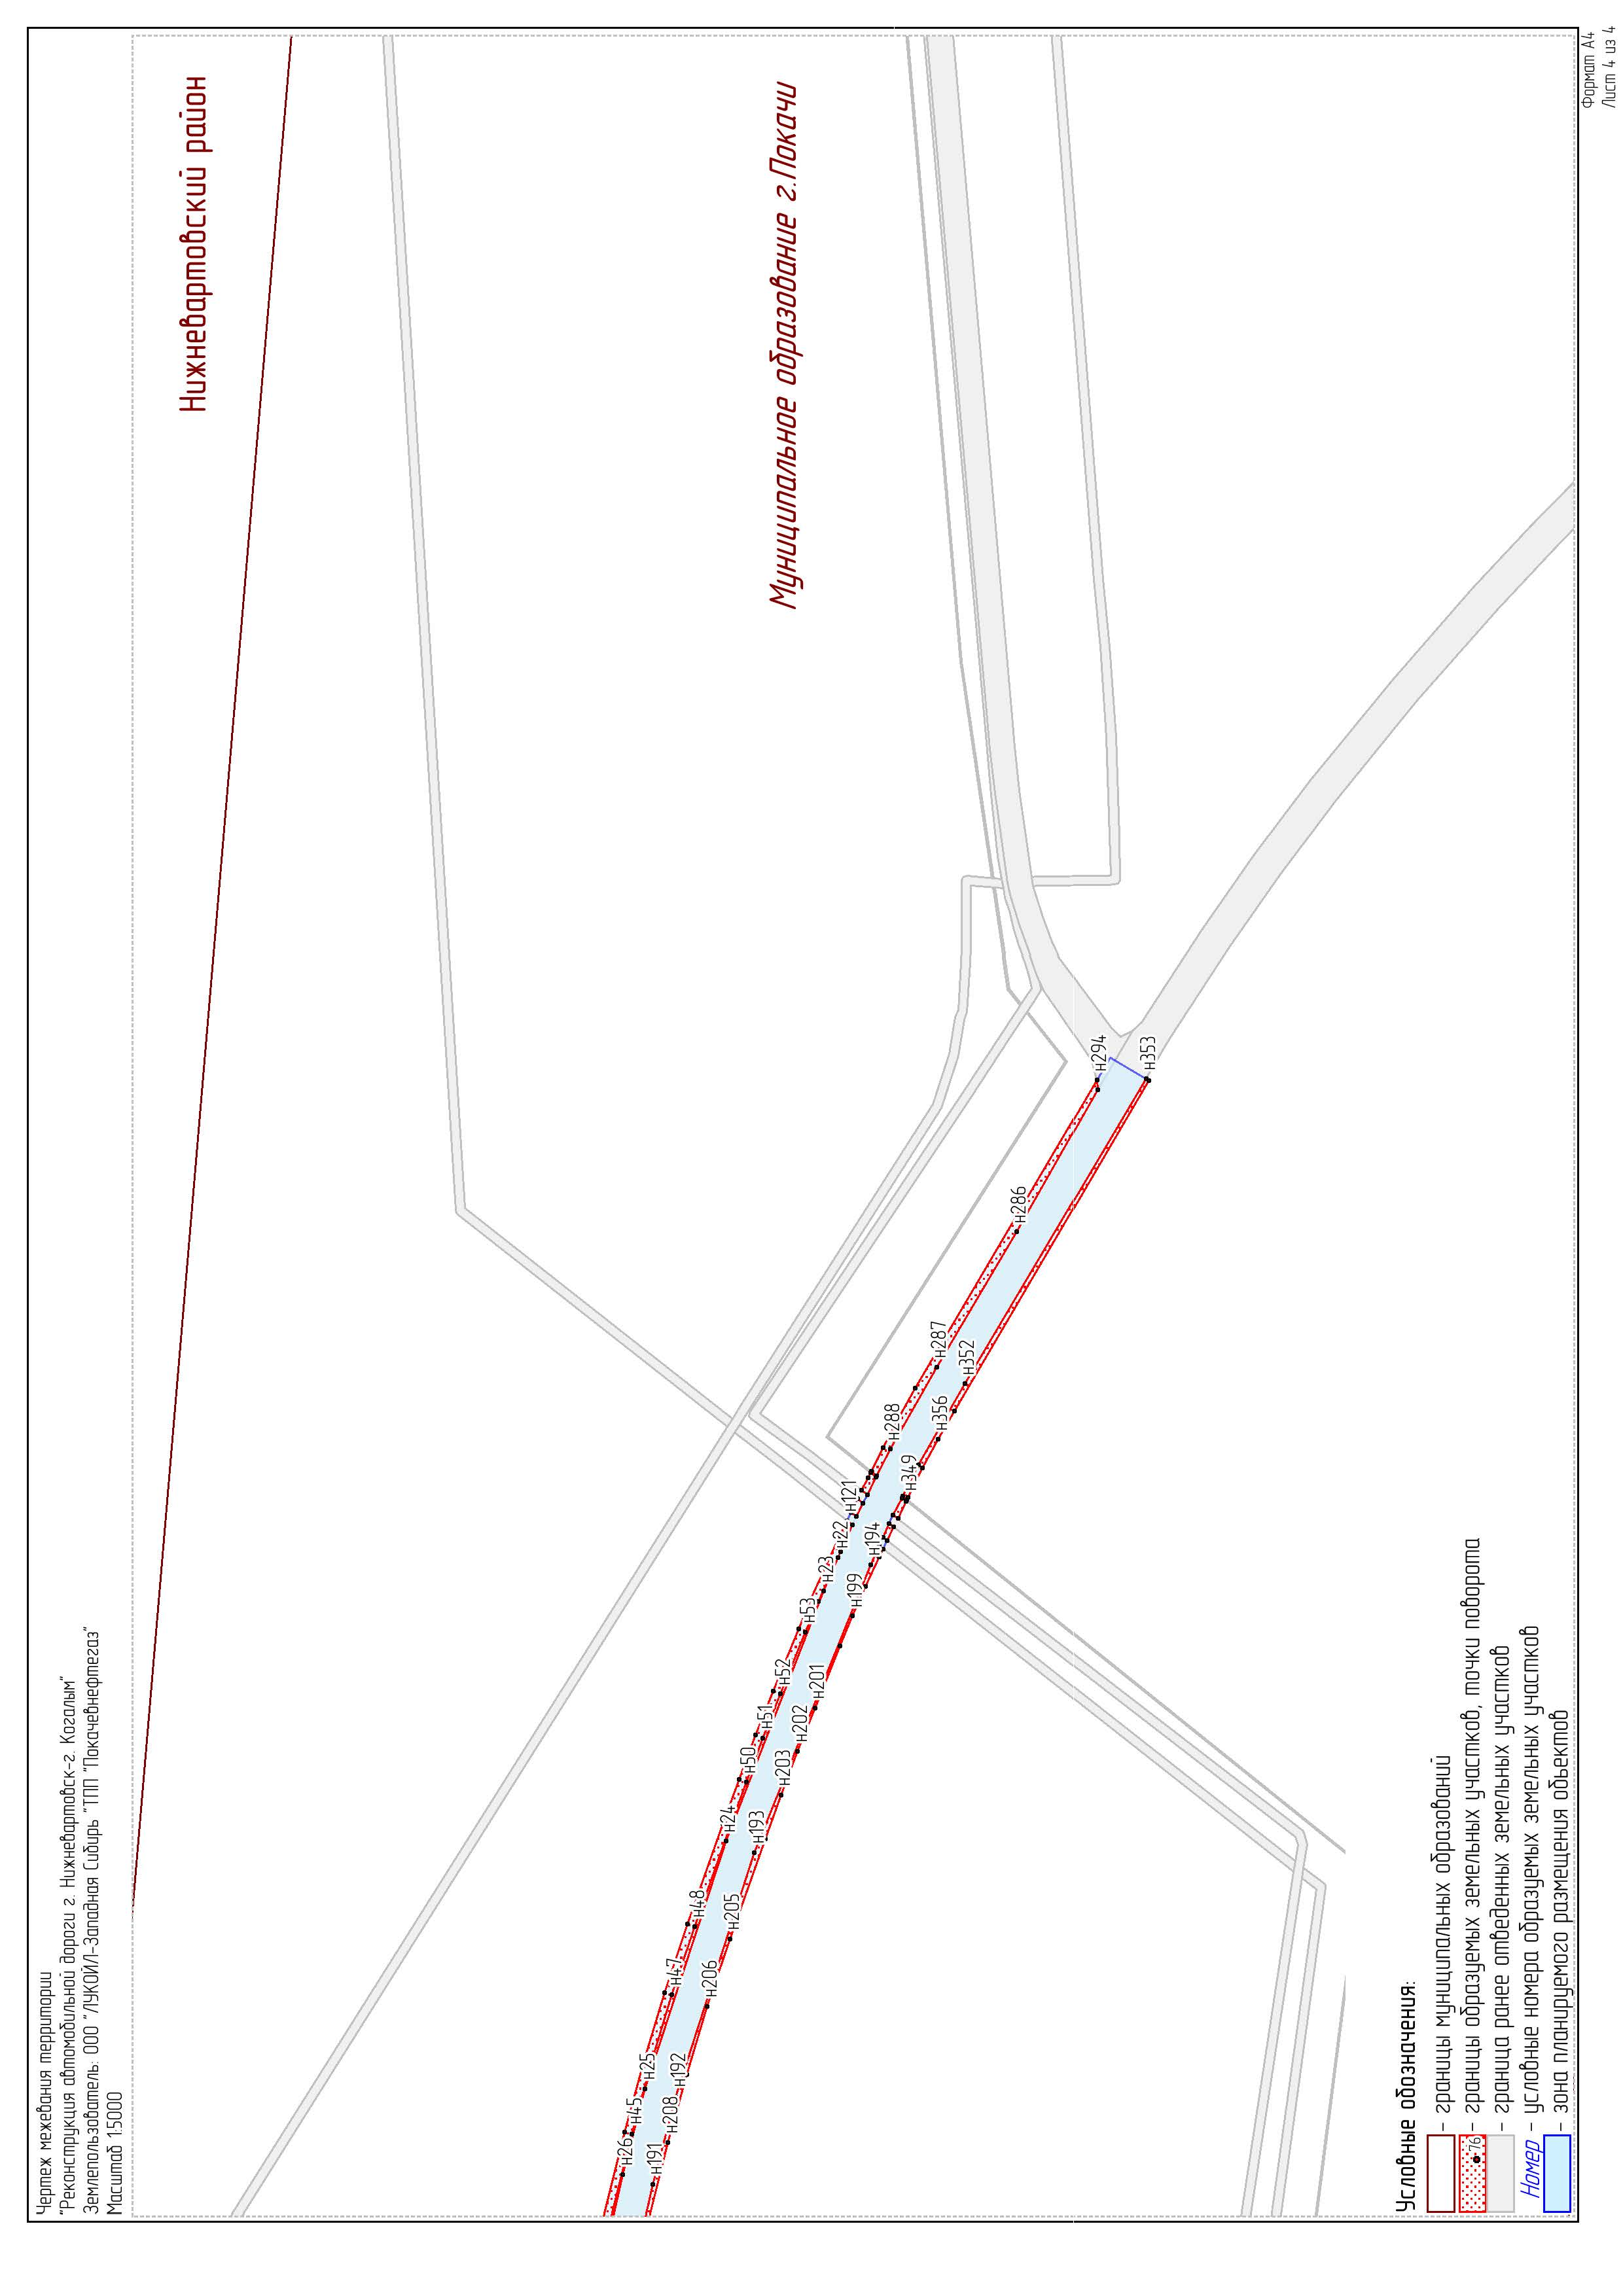 Чертеж межевания территории
"Реконструкция автомобильной дороги г. Нижневартовск-г. Когалым"
Землепользователь: ООО "ЛУКОЙЛ-Западная Сибирь "ТПП "Покачевнефтегаз"
Масштаб 1:5000
Нижневартовский район
Муниципальное образование г.Покачи
н26
н45
н25
н47
н48
н24
н50
н51
н52
н53
н23
н22
н121
н288
н287
н286
н294
н191
н208
н192
н206
н205
н193
н203
н202
н201
н199
н194
н349
н356
н352
н353
Условные обозначения:
- границы муниципальных образований
76 - границы образуемых земельных участков, точки поворота
- граница ранее отведенных земельных участков
Номер - условные номера образуемых земельных участков
- зона планируемого размещения объектов
Формат А4
Лист 4 из 4